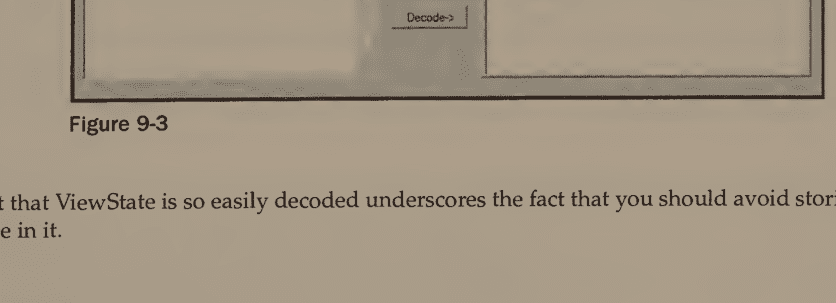 Decode->
Figure 9-3
t that ViewState is so easily decoded underscores the fact that you should avoid stori
e in it.